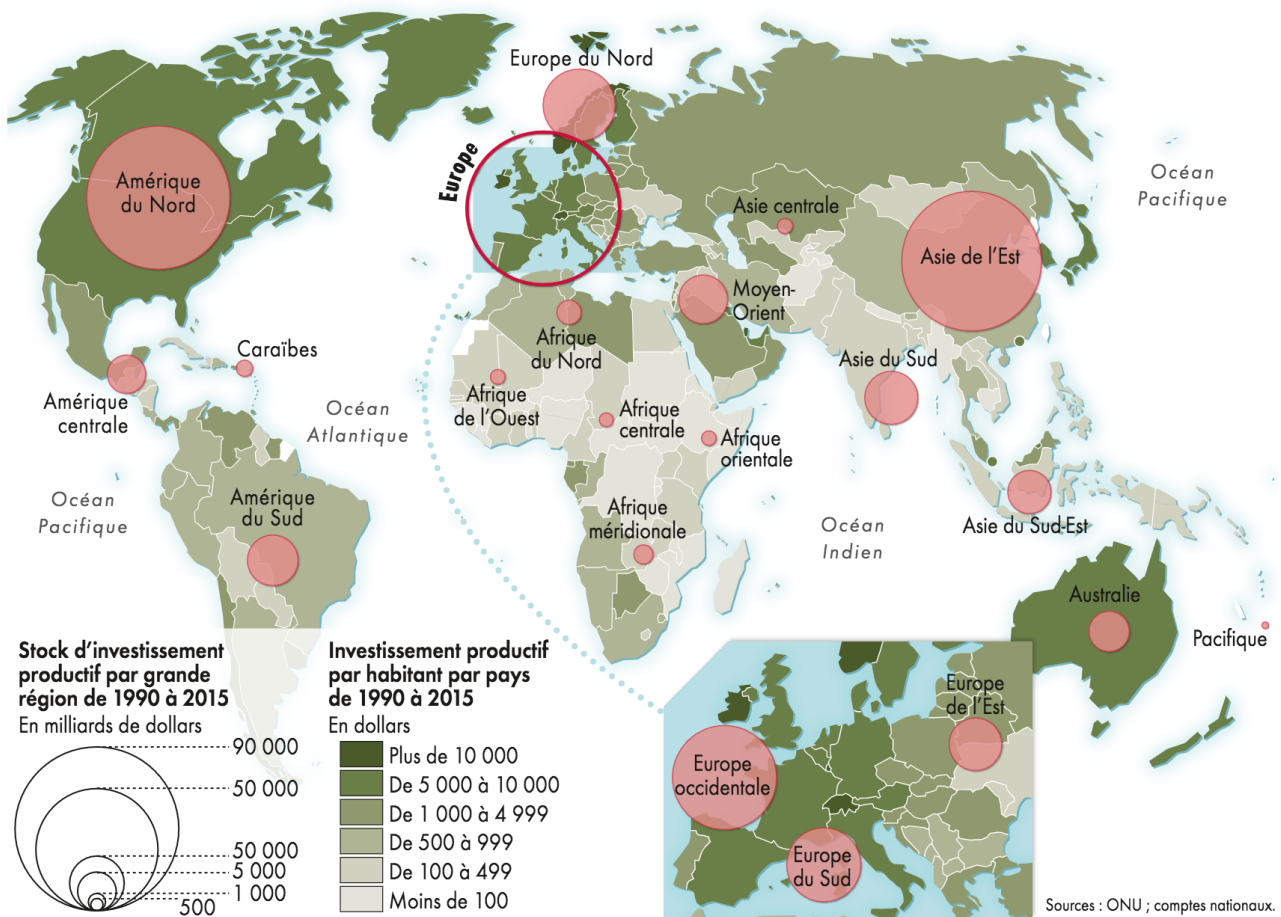 Europe du Nord
Europe
Amérique
du Nord
Océan
Pacifique
Asie centrale
Asie de l'Est
Moyen-
Orient
Afrique
du Nord
Caraïbes
Asie du Sud
Amérique
centrale
Océan
Atlantique
Afrique
de l'Ouest
Afrique
centrale
Afrique
orientale
Océan
Pacifique
Amérique
du Sud
Afrique
méridionale
Océan
Indien
Asie du Sud-Est
Australie
Pacifique
Stock d'investissement
productif par grande
région de 1990 à 2015
En milliards de dollars
90 000
50 000
50 000
5 000
1 000
500
Investissement productif
par habitant par pays
de 1990 à 2015
En dollars
Plus de 10 000
De 5 000 à 10 000
De 1 000 à 4 999
De 500 à 999
De 100 à 499
Moins de 100
Europe
de l'Est
Europe
occidentale
Europe
du Sud
Sources : ONU ; comptes nationaux.